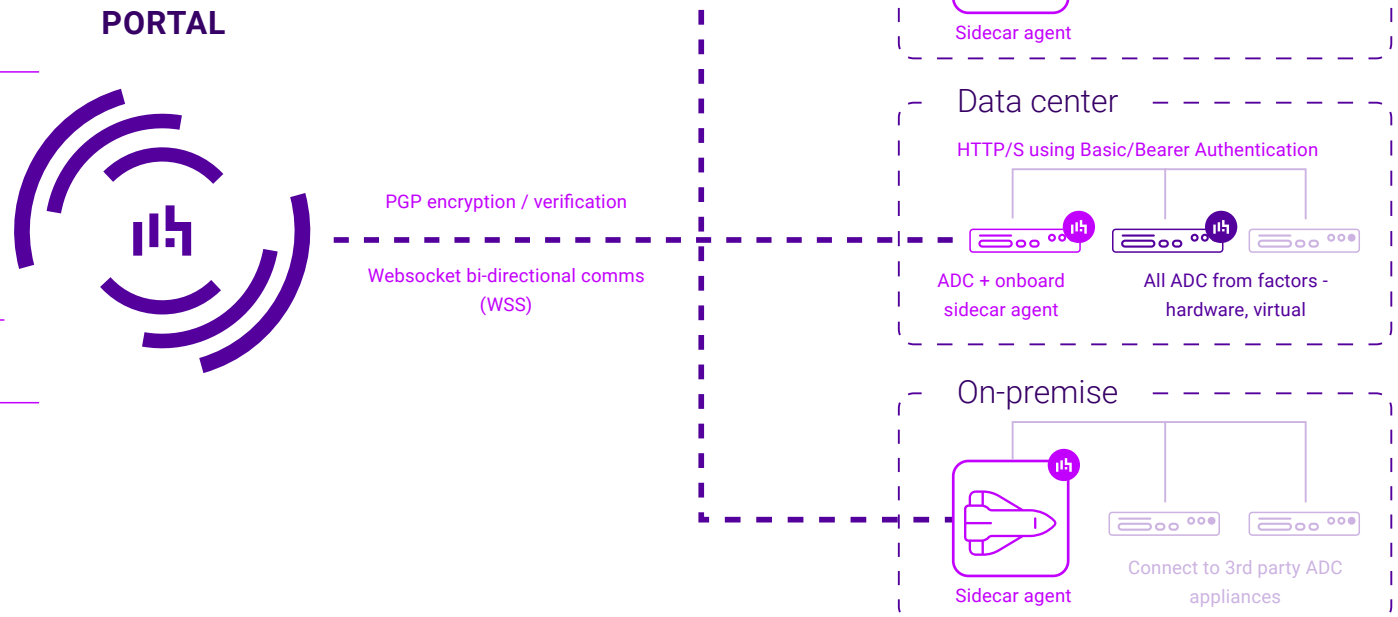 PORTAL
Sidecar agent
Data center
HTTP/S using Basic/Bearer Authentication
PGP encryption / verification
Websocket bi-directional comms
(WSS)
ADC + onboard
sidecar agent
All ADC from factors -
hardware, virtual
On-premise
Sidecar agent
Connect to 3rd party ADC
appliances